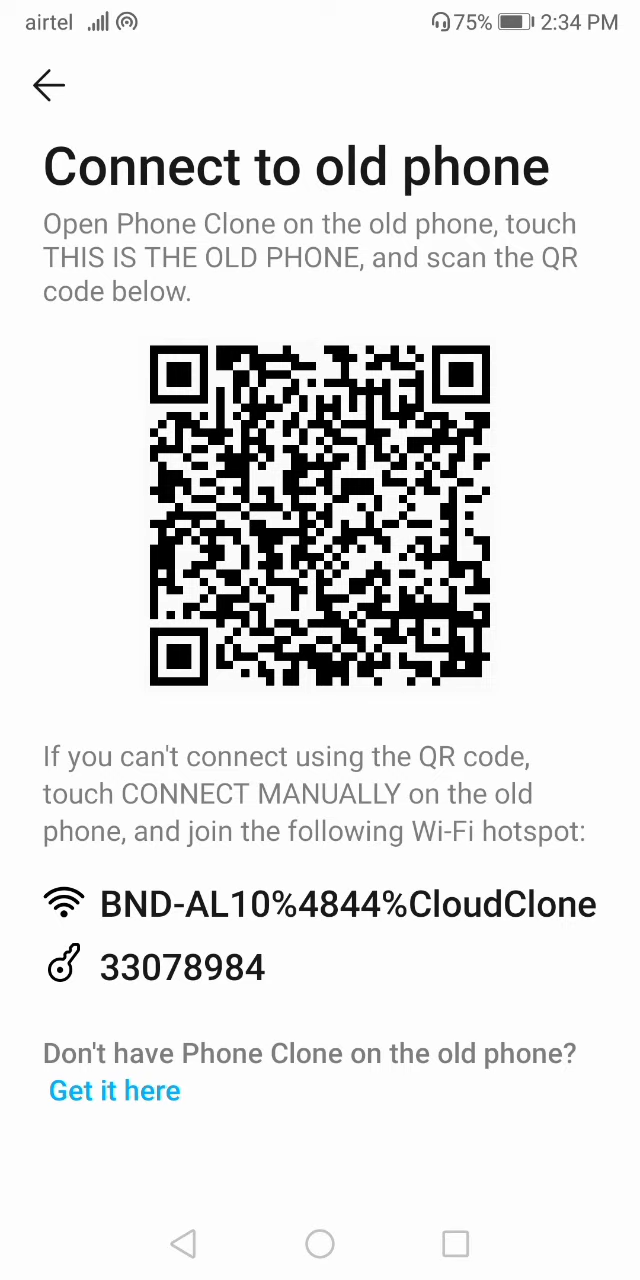 airtel 75% 2:34 PM
Connect to old phone
Open Phone Clone on the old phone, touch
THIS IS THE OLD PHONE, and scan the QR
code below.
If you can't connect using the QR code,
touch CONNECT MANUALLY on the old
phone, and join the following Wi-Fi hotspot:
BND-AL10%4844%CloudClone
33078984
Don't have Phone Clone on the old phone?
Get it here